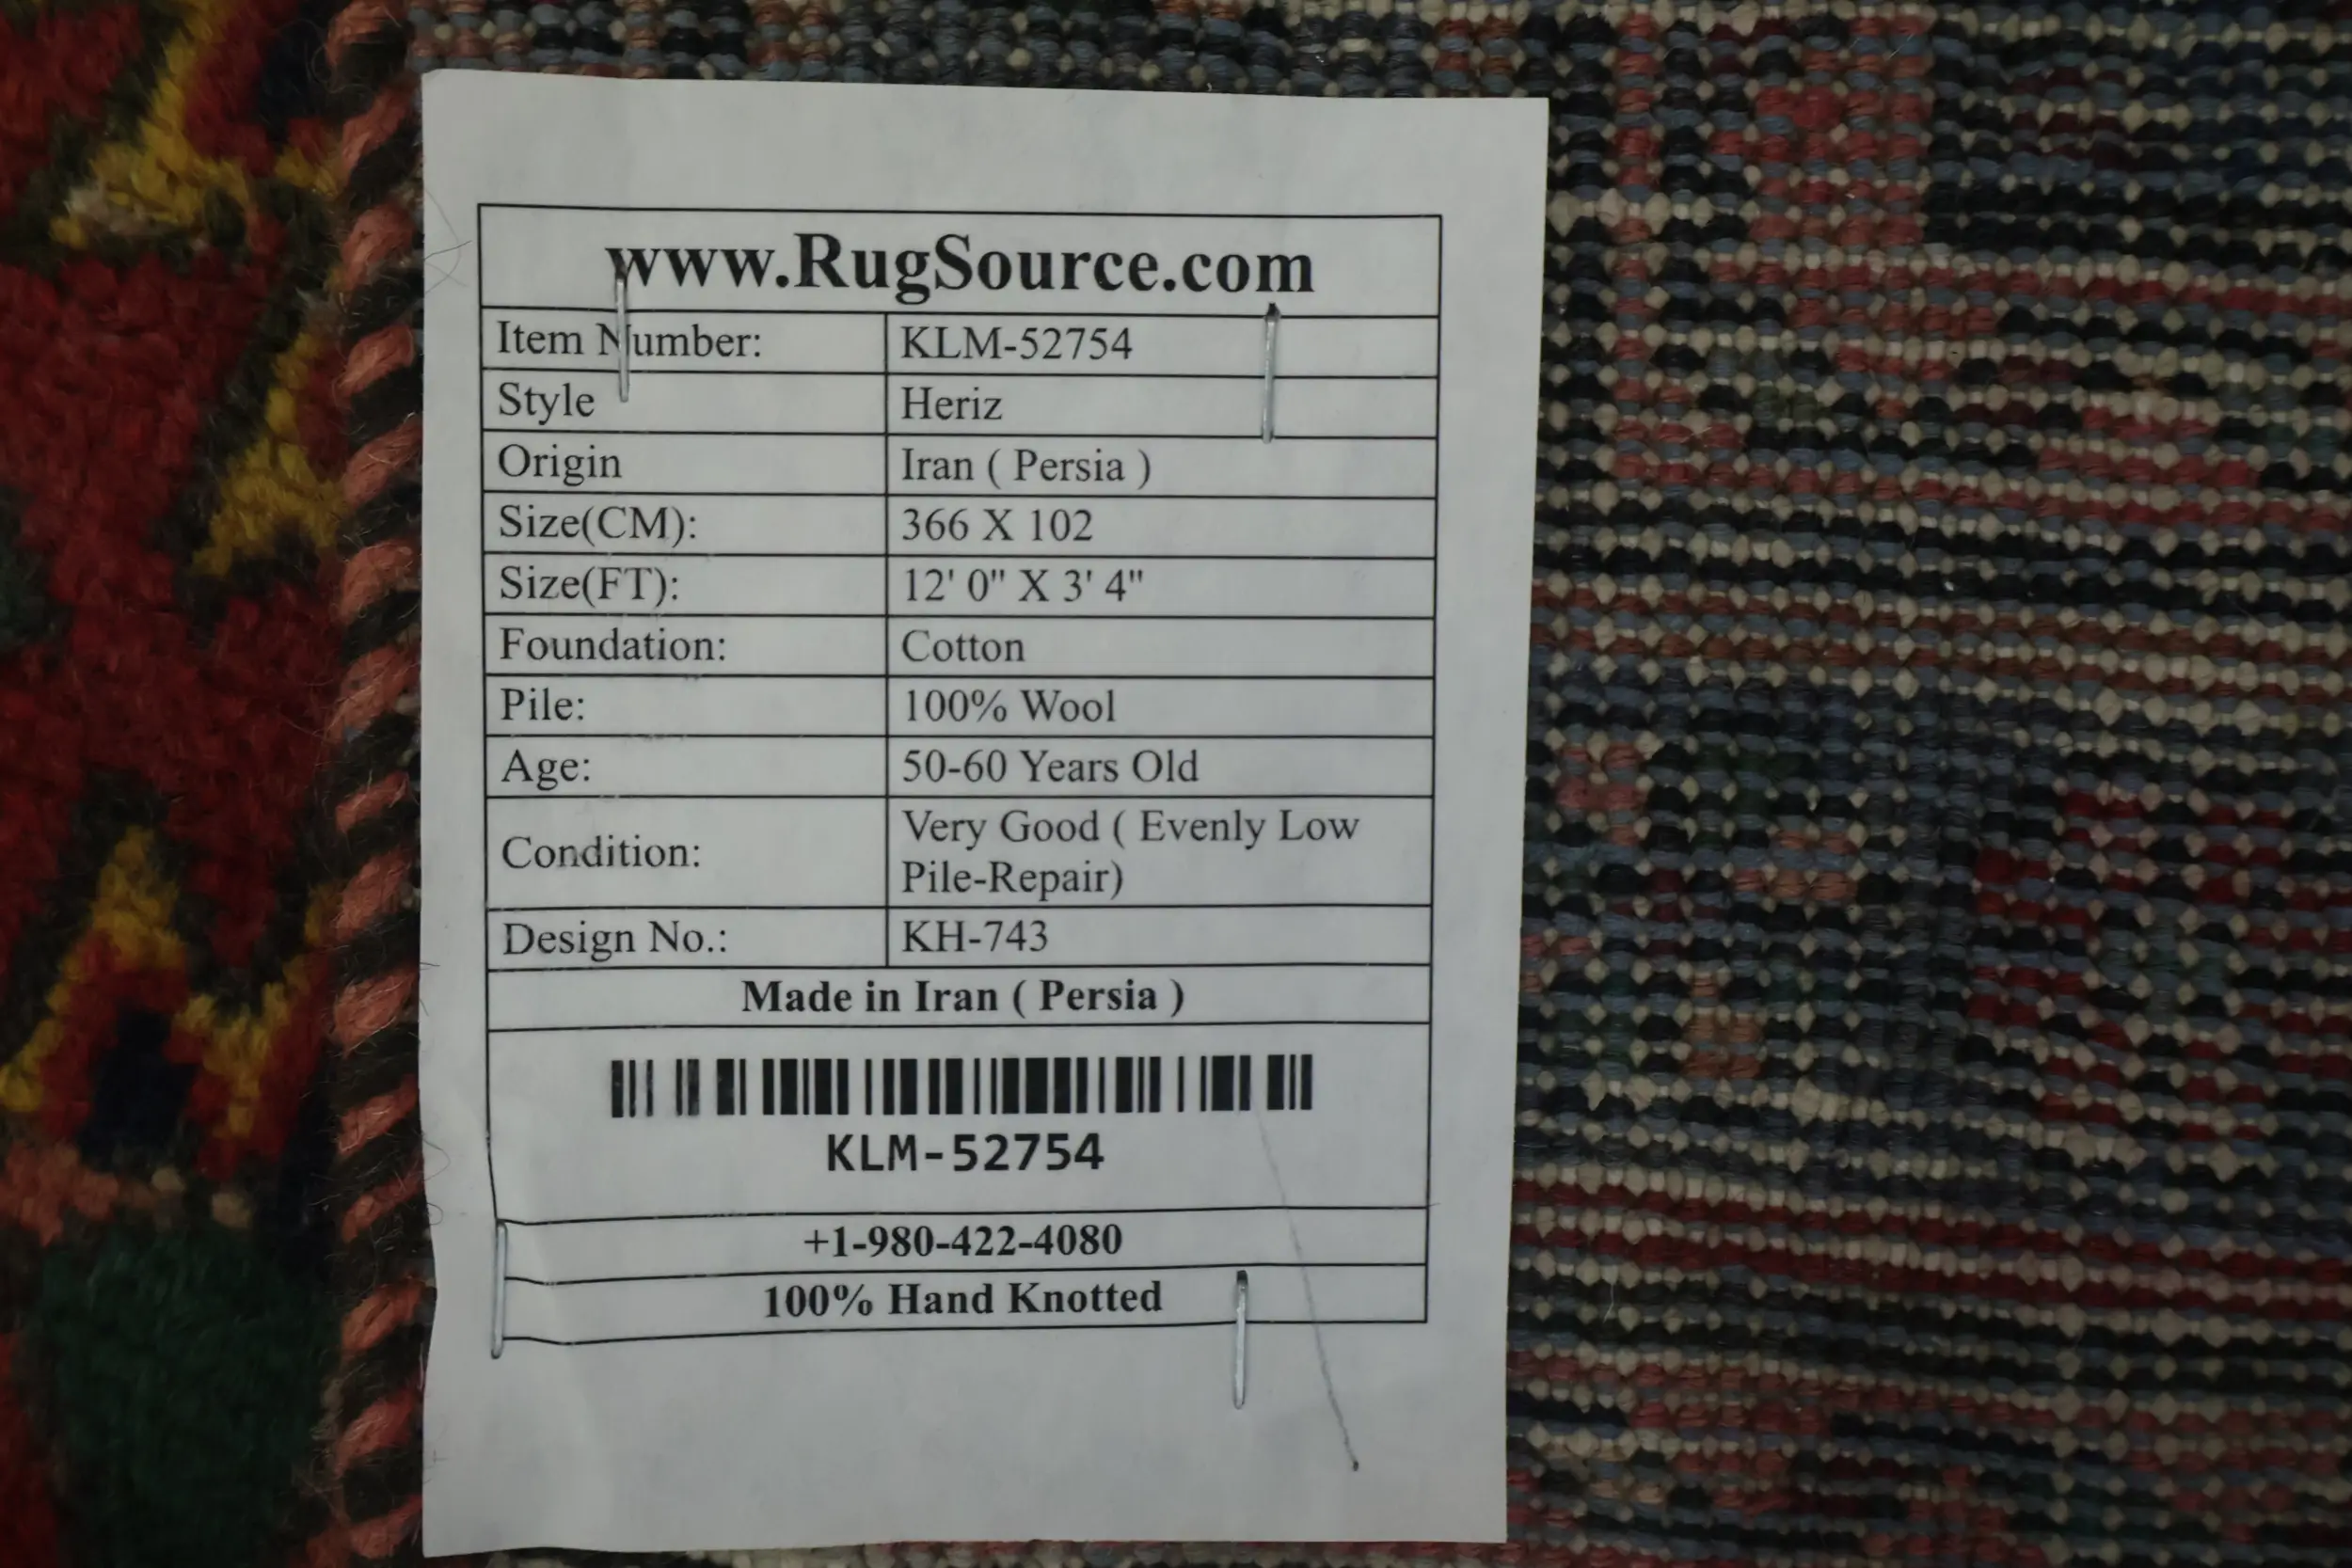 www.RugSource.com
Item Number: KLM-52754
Style Heriz
Origin Iran ( Persia )
Size(CM): 366 X 102
Size(FT): 12' 0" X 3' 4"
Foundation: Cotton
Pile: 100% Wool
Age: 50-60 Years Old
Condition: Very Good ( Evenly Low
Pile-Repair)
Design No.: KH-743
Made in Iran ( Persia )
KLM-52754
+1-980-422-4080
100% Hand Knotted